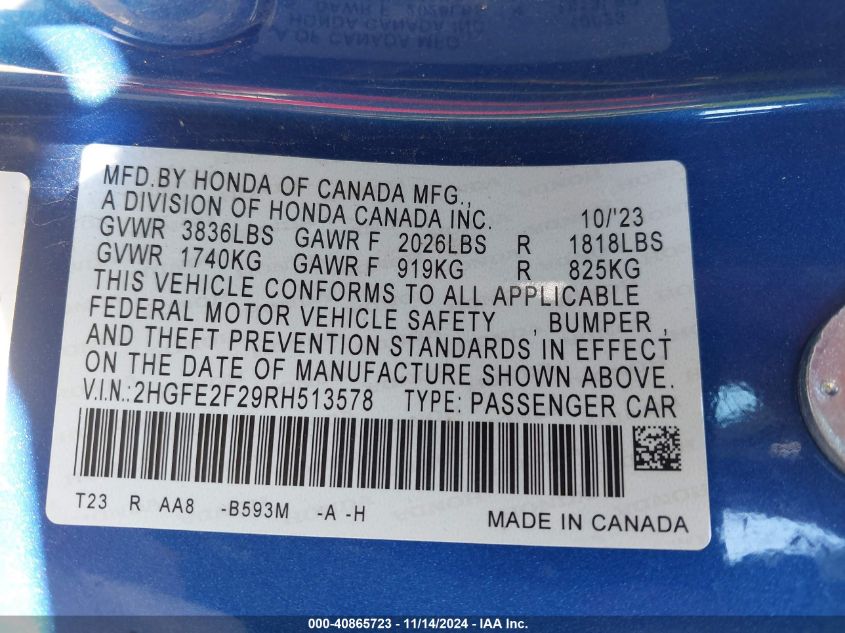 MFD.BY HONDA OF CANADA MFG.,
A DIVISION OF HONDA CANADA INC. 10/'23
GVWR 3836LBS GAWR F 2026LBS R 1818LBS
GVWR 1740KG GAWR F 919KG R 825KG
THIS VEHICLE CONFORMS TO ALL APPLICABLE
FEDERAL MOTOR VEHICLE SAFETY , BUMPER ,
AND THEFT PREVENTION STANDARDS IN EFFECT
ON THE DATE OF MANUFACTURE SHOWN ABOVE.
V.I.N.:2HGFE2F29RH513578 TYPE: PASSENGER CAR
T23 R AA8 -B593M -A -H
MADE IN CANADA
000-40865723 - 11/14/2024 - IAA Inc.